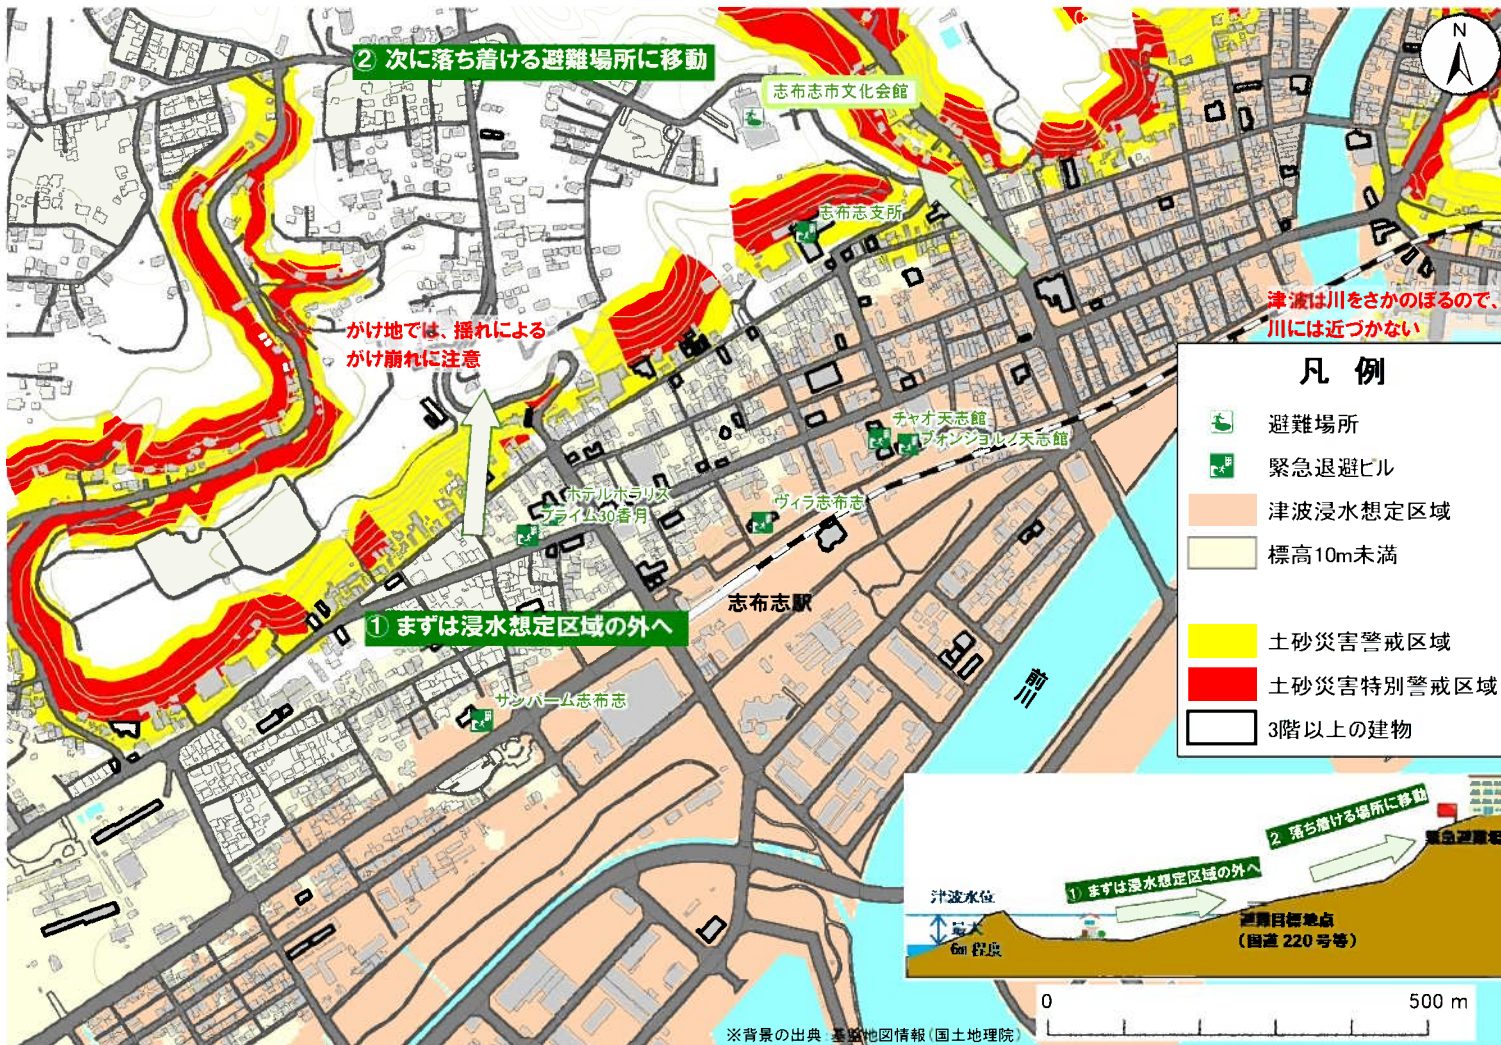 ② 次に落ち着ける避難場所に移動
志布志市文化会館
N
志布志支所
津波は川をさかのぼるので、
川には近づかない
がけ地では、揺れによる
がけ崩れに注意
凡 例
避難場所
緊急退避ビル
津波浸水想定区域
標高10m未満
土砂災害警戒区域
土砂災害特別警戒区域
3階以上の建物
チャオ天志館
フォンジョルノ天志館
ホテルポラリス
プライム30香月
ヴィラ志布志
志布志駅
① まずは浸水想定区域の外へ
前川
サンパーム志布志
2 落ち着ける場所に移動
緊急避難場
① まずは浸水想定区域の外へ
津波水位
最大
6m 程度
避難目標地点
（国道 220 号等）
0 500 m
※背景の出典:基盤地図情報(国土地理院)